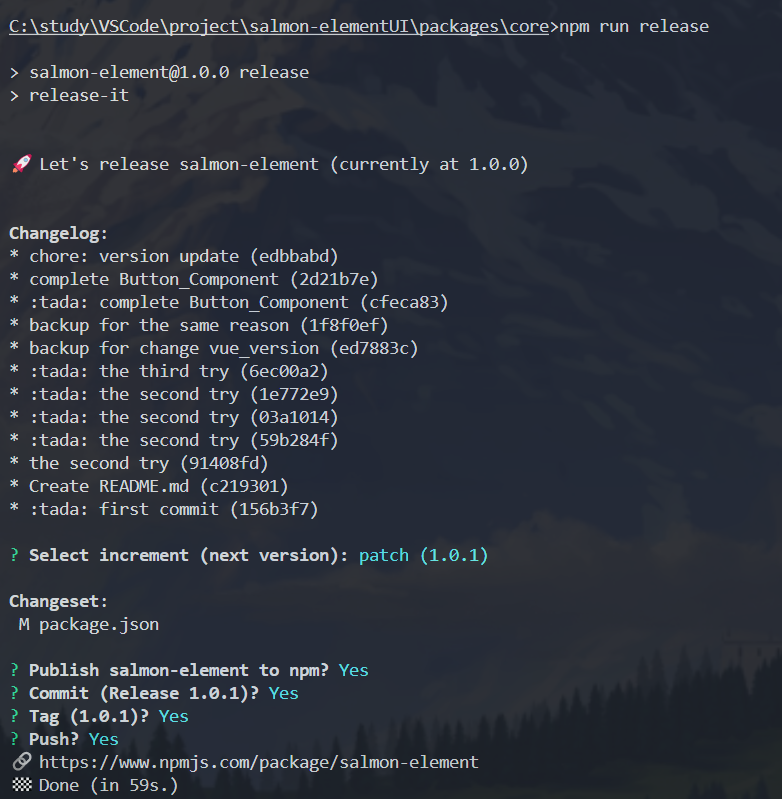 C:\study\VSCode\project\salmon-elementUI\packages\core>npm run release
> salmon-element@1.0.0 release
> release-it
🚀 Let's release salmon-element (currently at 1.0.0)
Changelog:
* chore: version update (edbbabd)
* complete Button_Component (2d21b7e)
* :tada: complete Button_Component (cfeca83)
* backup for the same reason (1f8f0ef)
* backup for change vue_version (ed7883c)
* :tada: the third try (6ec00a2)
* :tada: the second try (1e772e9)
* :tada: the second try (03a1014)
* :tada: the second try (59b284f)
* the second try (91408fd)
* Create README.md (c219301)
* :tada: first commit (156b3f7)
? Select increment (next version): patch (1.0.1)
Changeset:
M package.json
? Publish salmon-element to npm? Yes
? Commit (Release 1.0.1)? Yes
? Tag (1.0.1)? Yes
? Push? Yes
🔗 https://www.npmjs.com/package/salmon-element
🏁 Done (in 59s.)